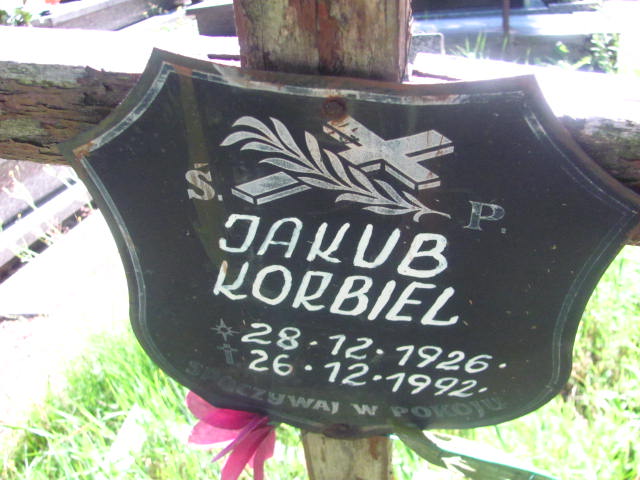 Ś. P.
JAKUB
KORBIEL
28.12.1926.
26.12.1992.
SPOCZYWAJ W POKOJU